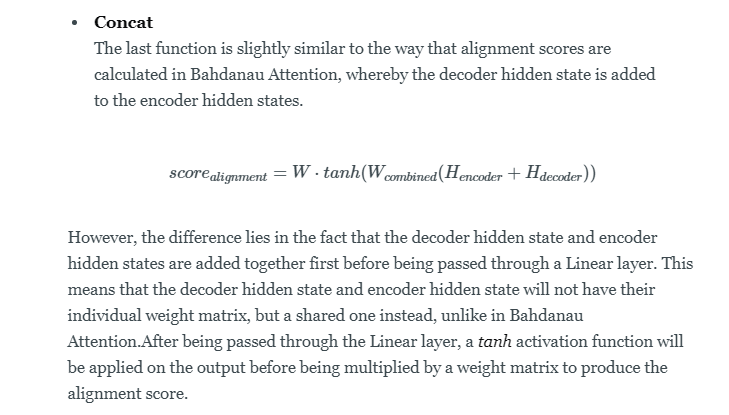 • Concat
The last function is slightly similar to the way that alignment scores are
calculated in Bahdanau Attention, whereby the decoder hidden state is added
to the encoder hidden states.
score_{alignment} = W · tanh(W_{combined}(H_{encoder} + H_{decoder}))
However, the difference lies in the fact that the decoder hidden state and encoder
hidden states are added together first before being passed through a Linear layer. This
means that the decoder hidden state and encoder hidden state will not have their
individual weight matrix, but a shared one instead, unlike in Bahdanau
Attention.After being passed through the Linear layer, a tanh activation function will
be applied on the output before being multiplied by a weight matrix to produce the
alignment score.